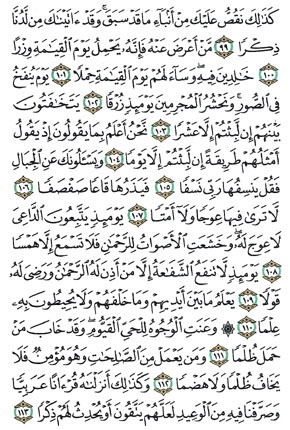 كَذَٰلِكَ نَقُصُّ عَلَيْكَ مِنْ أَنۢبَآءِ مَا قَدْ سَبَقَ ۚ وَقَدْ ءَاتَيْنَٰكَ مِن لَّدُنَّا
ذِكْرًا ٩٩ مَّنْ أَعْرَضَ عَنْهُ فَإِنَّهُۥ يَحْمِلُ يَوْمَ ٱلْقِيَٰمَةِ وِزْرًا
١٠٠ خَٰلِدِينَ فِيهِ ۖ وَسَآءَ لَهُمْ يَوْمَ ٱلْقِيَٰمَةِ حِمْلًا ١٠١ يَوْمَ يُنفَخُ
فِى ٱلصُّورِ ۚ وَنَحْشُرُ ٱلْمُجْرِمِينَ يَوْمَئِذٍ زُرْقًا ١٠٢ يَتَخَٰفَتُونَ
بَيْنَهُمْ إِن لَّبِثْتُمْ إِلَّا عَشْرًا ١٠٣ نَّحْنُ أَعْلَمُ بِمَا يَقُولُونَ إِذْ يَقُولُ
أَمْثَلُهُمْ طَرِيقَةً إِن لَّبِثْتُمْ إِلَّا يَوْمًا ١٠٤ وَيَسْـَٔلُونَكَ عَنِ ٱلْجِبَالِ
فَقُلْ يَنسِفُهَا رَبِّى نَسْفًا ١٠٥ فَيَذَرُهَا قَاعًا صَفْصَفًا ١٠٦
لَّا تَرَىٰ فِيهَا عِوَجًا وَلَآ أَمْتًا ١٠٧ يَوْمَئِذٍ يَتَّبِعُونَ ٱلدَّاعِىَ
لَا عِوَجَ لَهُۥ ۖ وَخَشَعَتِ ٱلْأَصْوَاتُ لِلرَّحْمَٰنِ فَلَا تَسْمَعُ إِلَّا هَمْسًا
١٠٨ يَوْمَئِذٍ لَّا تَنفَعُ ٱلشَّفَٰعَةُ إِلَّا مَنْ أَذِنَ لَهُ ٱلرَّحْمَٰنُ وَرَضِىَ لَهُۥ
قَوْلًا ١٠٩ يَعْلَمُ مَا بَيْنَ أَيْدِيهِمْ وَمَا خَلْفَهُمْ وَلَا يُحِيطُونَ بِهِۦ
عِلْمًا ١١٠ ۞ وَعَنَتِ ٱلْوُجُوهُ لِلْحَىِّ ٱلْقَيُّومِ ۖ وَقَدْ خَابَ مَنْ
حَمَلَ ظُلْمًا ١١١ وَمَن يَعْمَلْ مِنَ ٱلصَّٰلِحَٰتِ وَهُوَ مُؤْمِنٌ فَلَا
يَخَافُ ظُلْمًا وَلَا هَضْمًا ١١٢ وَكَذَٰلِكَ أَنزَلْنَٰهُ قُرْءَانًا عَرَبِيًّا
وَصَرَّفْنَا فِيهِ مِنَ ٱلْوَعِيدِ لَعَلَّهُمْ يَتَّقُونَ أَوْ يُحْدِثُ لَهُمْ ذِكْرًا ١١٣